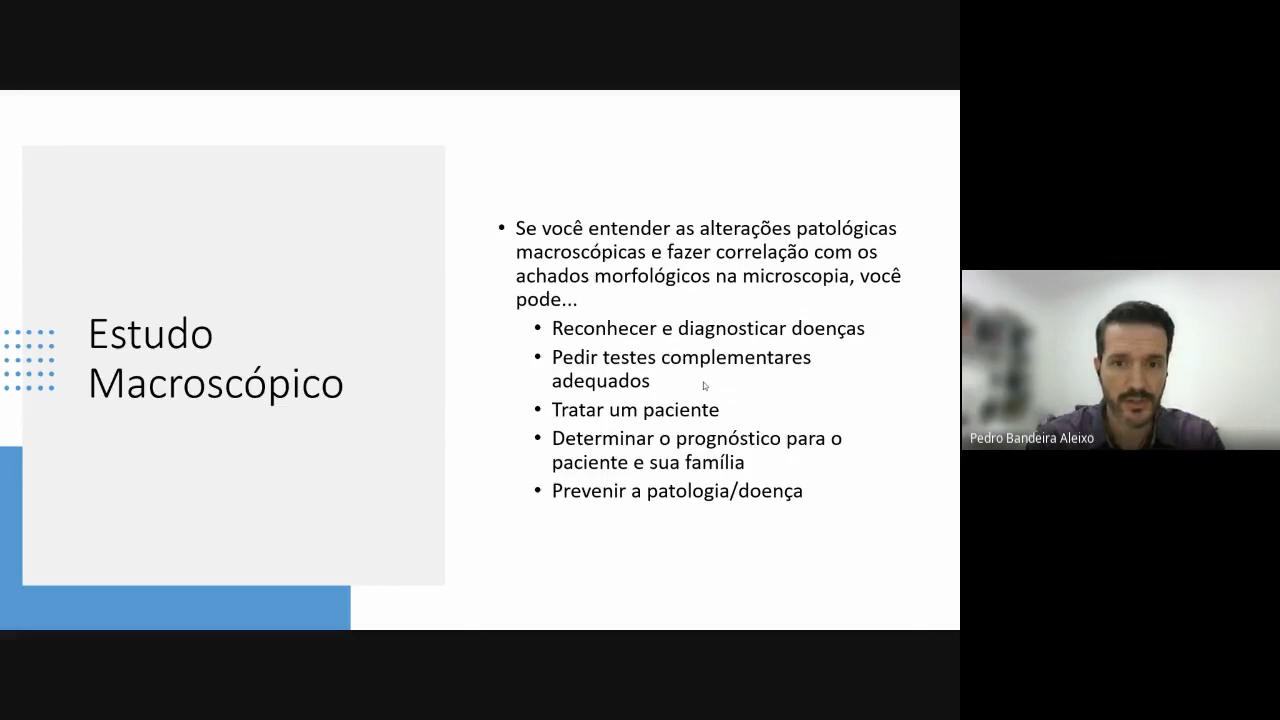 Estudo
Macroscópico
• Se você entender as alterações patológicas
macroscópicas e fazer correlação com os
achados morfológicos na microscopia, você
pode...
• Reconhecer e diagnosticar doenças
• Pedir testes complementares
adequados
• Tratar um paciente
• Determinar o prognóstico para o
paciente e sua família
• Prevenir a patologia/doença
Pedro Bandeira Aleixo